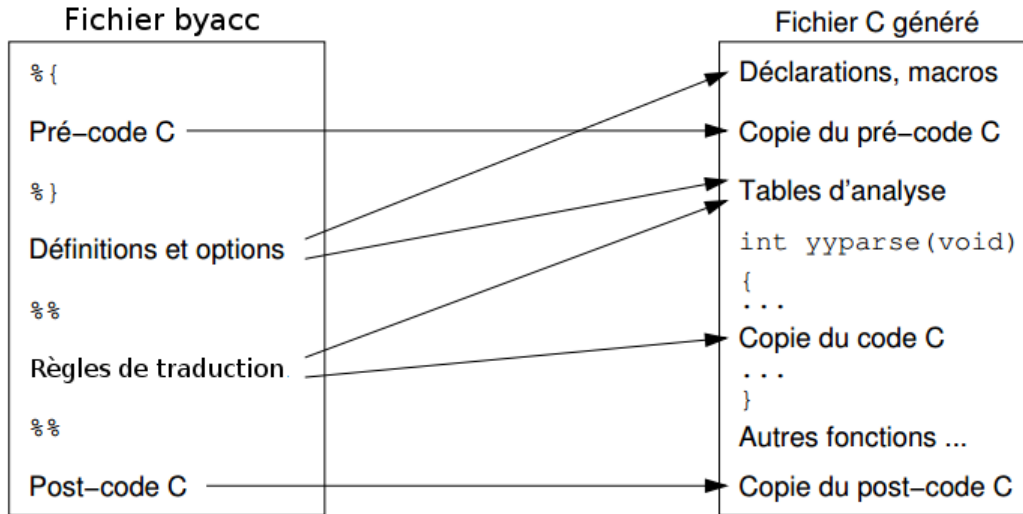 Fichier byacc
%{
Pré−code C
%}
Définitions et options
%%
Règles de traduction
%%
Post−code C
Fichier C généré
Déclarations, macros
Copie du pré−code C
Tables d'analyse
int yyparse(void)
{
...
Copie du code C
...
}
Autres fonctions ...
Copie du post−code C